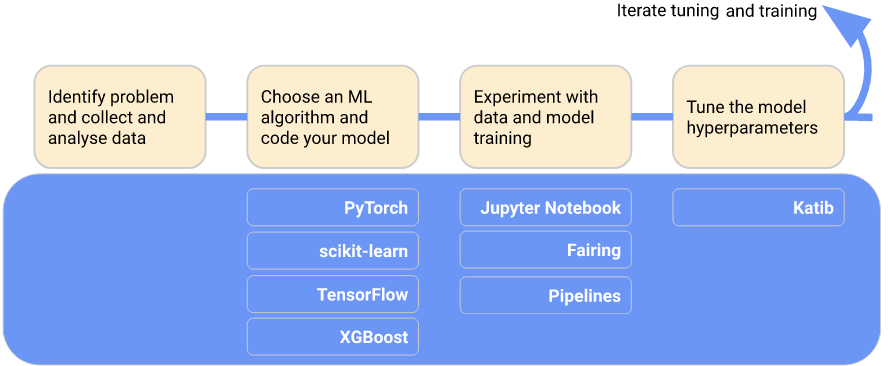 Iterate tuning and training
Identify problem
and collect and
analyse data
Choose an ML
algorithm and
code your model
Experiment with
data and model
training
Tune the model
hyperparameters
PyTorch
scikit-learn
TensorFlow
XGBoost
Jupyter Notebook
Fairing
Pipelines
Katib